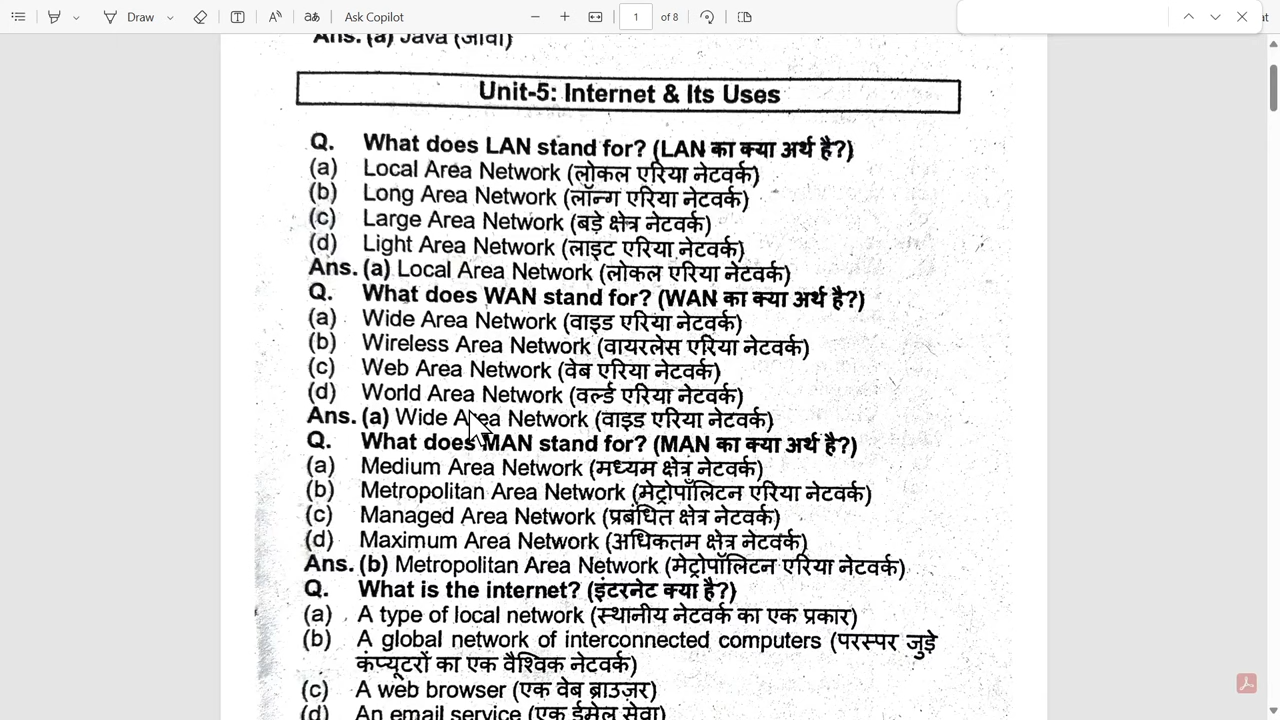 Draw
Ask Copilot
1 of 8
Ans. (a) Java (जावा)
Unit-5: Internet & Its Uses
Q. What does LAN stand for? (LAN का क्या अर्थ है?)
(a) Local Area Network (लोकल एरिया नेटवर्क)
(b) Long Area Network (लॉन्ग एरिया नेटवर्क)
(c) Large Area Network (बड़े क्षेत्र नेटवर्क)
(d) Light Area Network (लाइट एरिया नेटवर्क)
Ans. (a) Local Area Network (लोकल एरिया नेटवर्क)
Q. What does WAN stand for? (WAN का क्या अर्थ है?)
(a) Wide Area Network (वाइड एरिया नेटवर्क)
(b) Wireless Area Network (वायरलेस एरिया नेटवर्क)
(c) Web Area Network (वेब एरिया नेटवर्क)
(d) World Area Network (वर्ल्ड एरिया नेटवर्क)
Ans. (a) Wide Area Network (वाइड एरिया नेटवर्क)
Q. What does MAN stand for? (MAN का क्या अर्थ है?)
(a) Medium Area Network (मध्यम क्षेत्र नेटवर्क)
(b) Metropolitan Area Network (मेट्रोपॉलिटन एरिया नेटवर्क)
(c) Managed Area Network (प्रबंधित क्षेत्र नेटवर्क)
(d) Maximum Area Network (अधिकतम क्षेत्र नेटवर्क)
Ans. (b) Metropolitan Area Network (मेट्रोपॉलिटन एरिया नेटवर्क)
Q. What is the internet? (इंटरनेट क्या है?)
(a) A type of local network (स्थानीय नेटवर्क का एक प्रकार)
(b) A global network of interconnected computers (परस्पर जुड़े
कंप्यूटरों का एक वैश्विक नेटवर्क)
(c) A web browser (एक वेब ब्राउज़र)
(d) An email service (एक ईमेल सेवा)